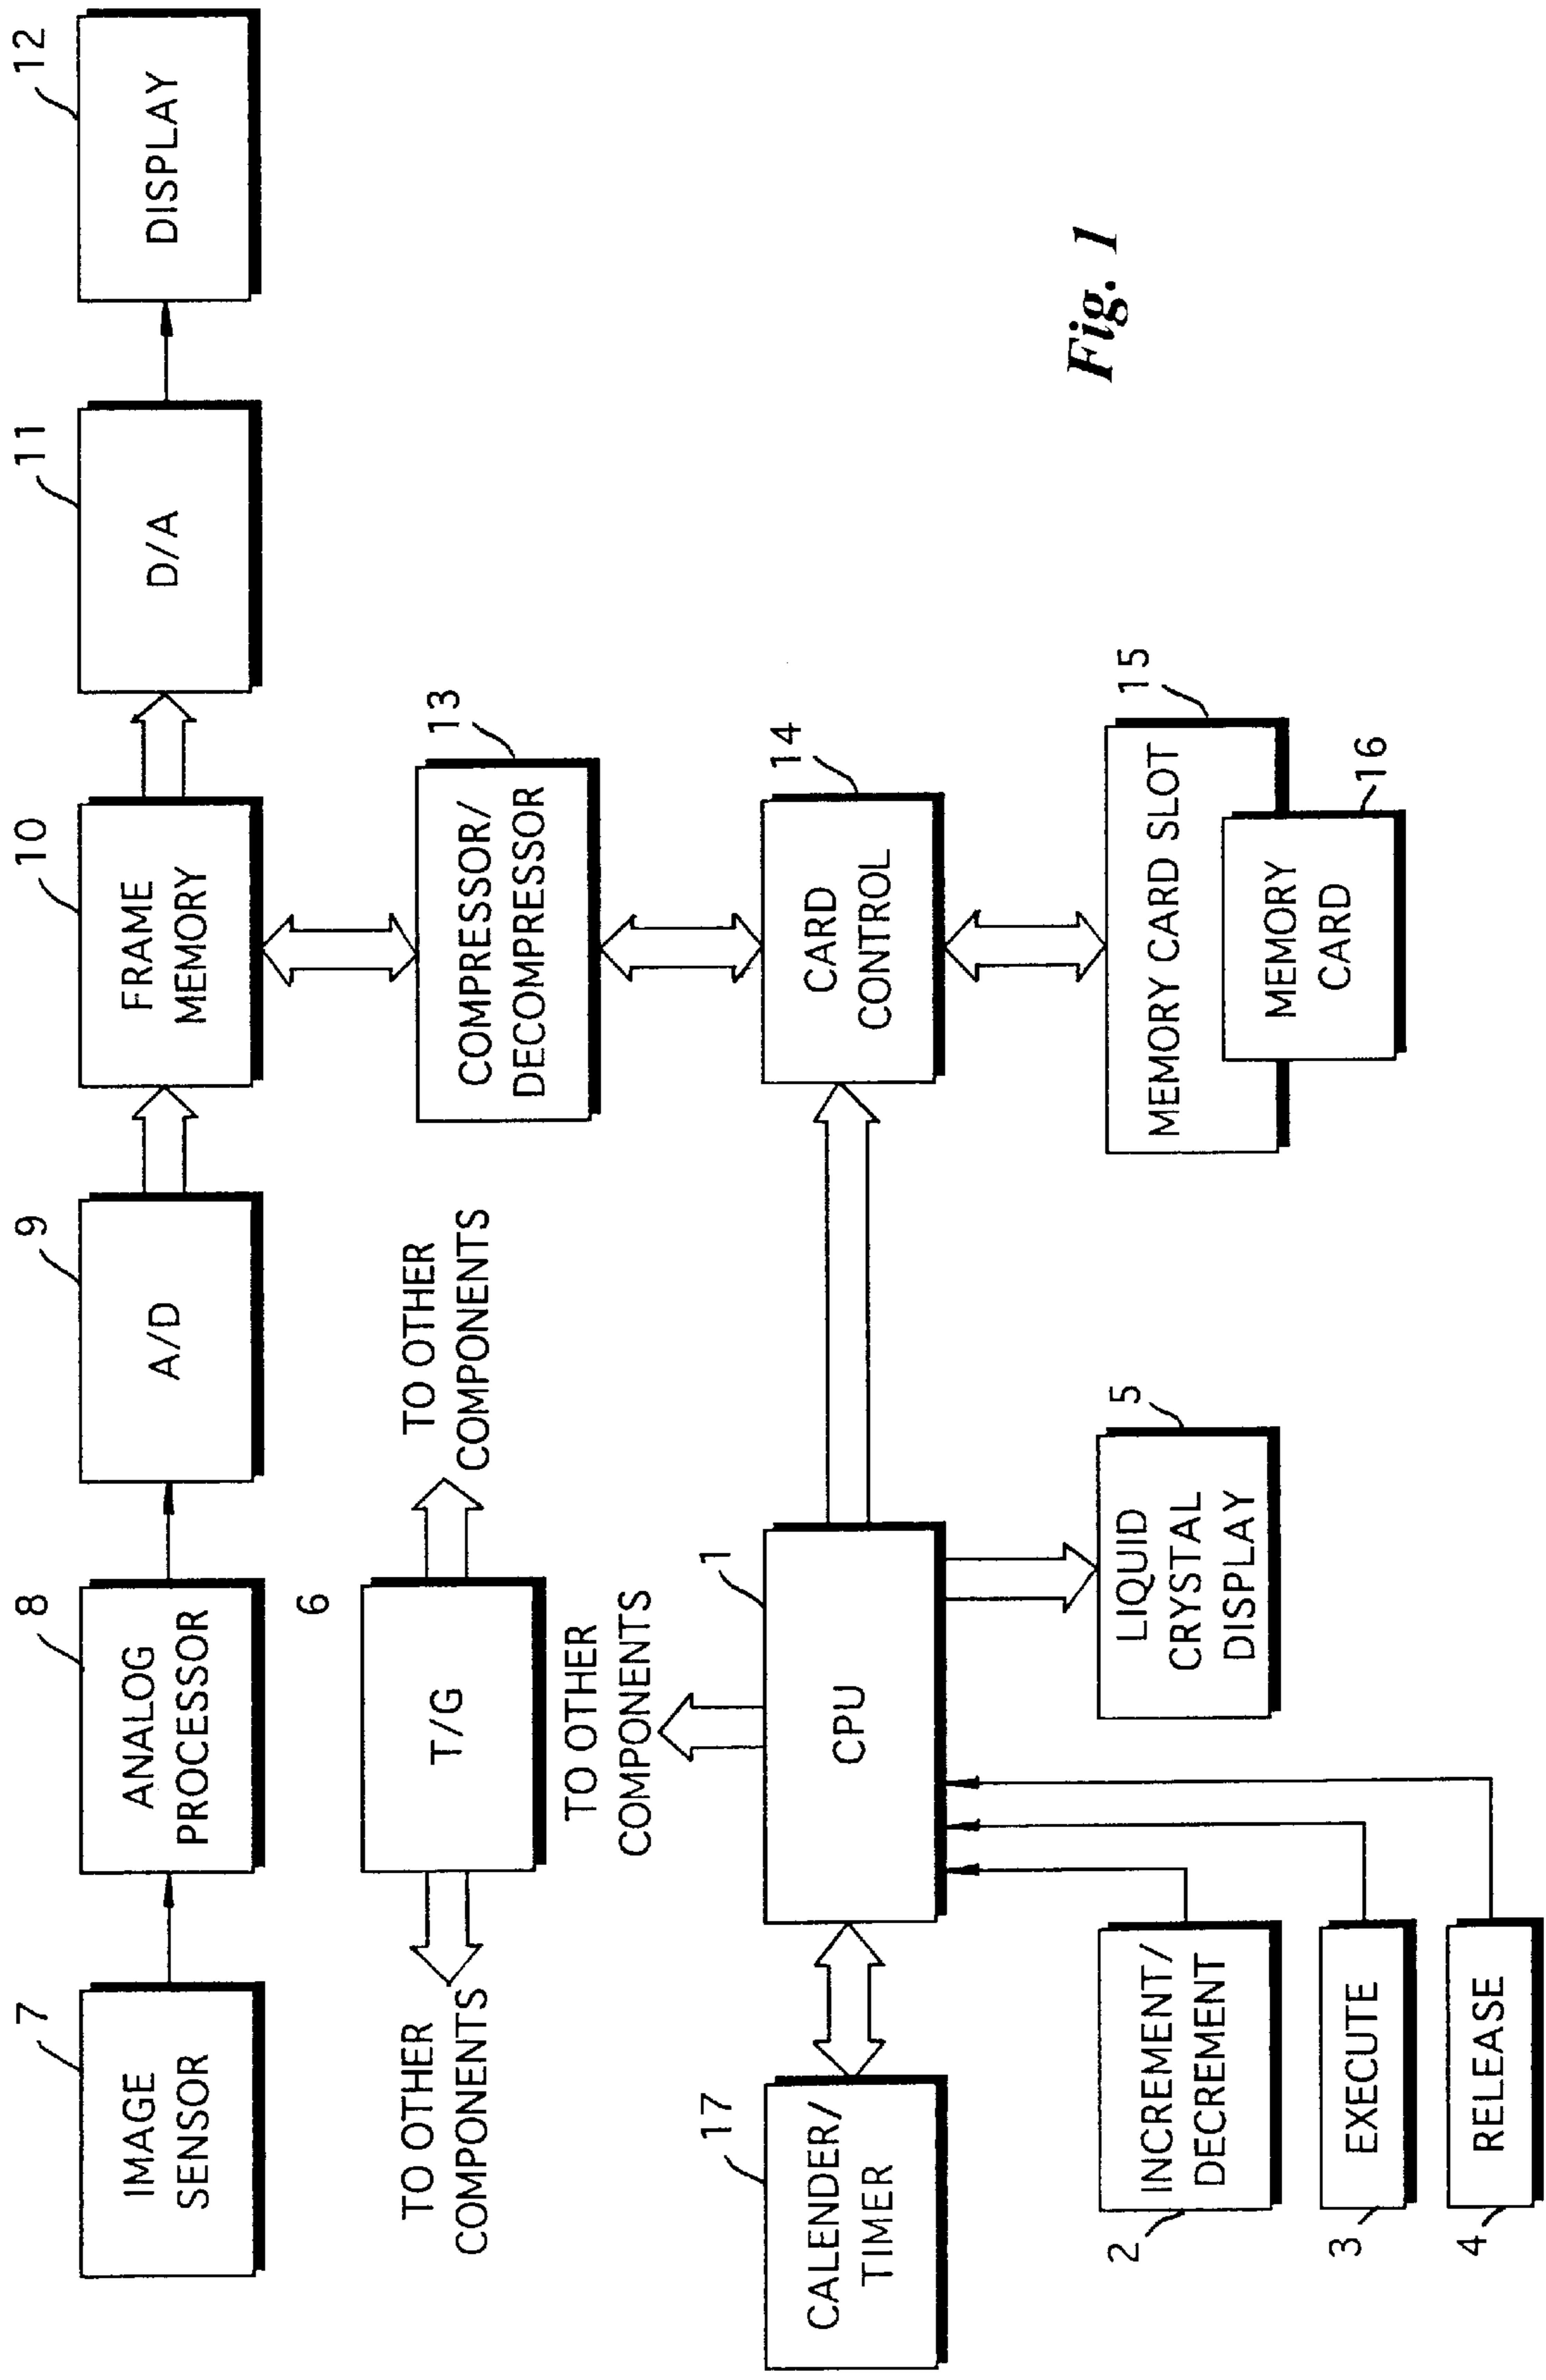 7
IMAGE
SENSOR
8
ANALOG
PROCESSOR
9
A/D
10
FRAME
MEMORY
11
D/A
12
DISPLAY
6
T/G
TO OTHER
COMPONENTS
TO OTHER
COMPONENTS
13
COMPRESSOR/
DECOMPRESSOR
TO OTHER
COMPONENTS
17
CALENDER/
TIMER
1
CPU
14
CARD
CONTROL
2
INCREMENT/
DECREMENT
3
EXECUTE
4
RELEASE
5
LIQUID
CRYSTAL
DISPLAY
15
MEMORY CARD SLOT
16
MEMORY
CARD
Fig. 1